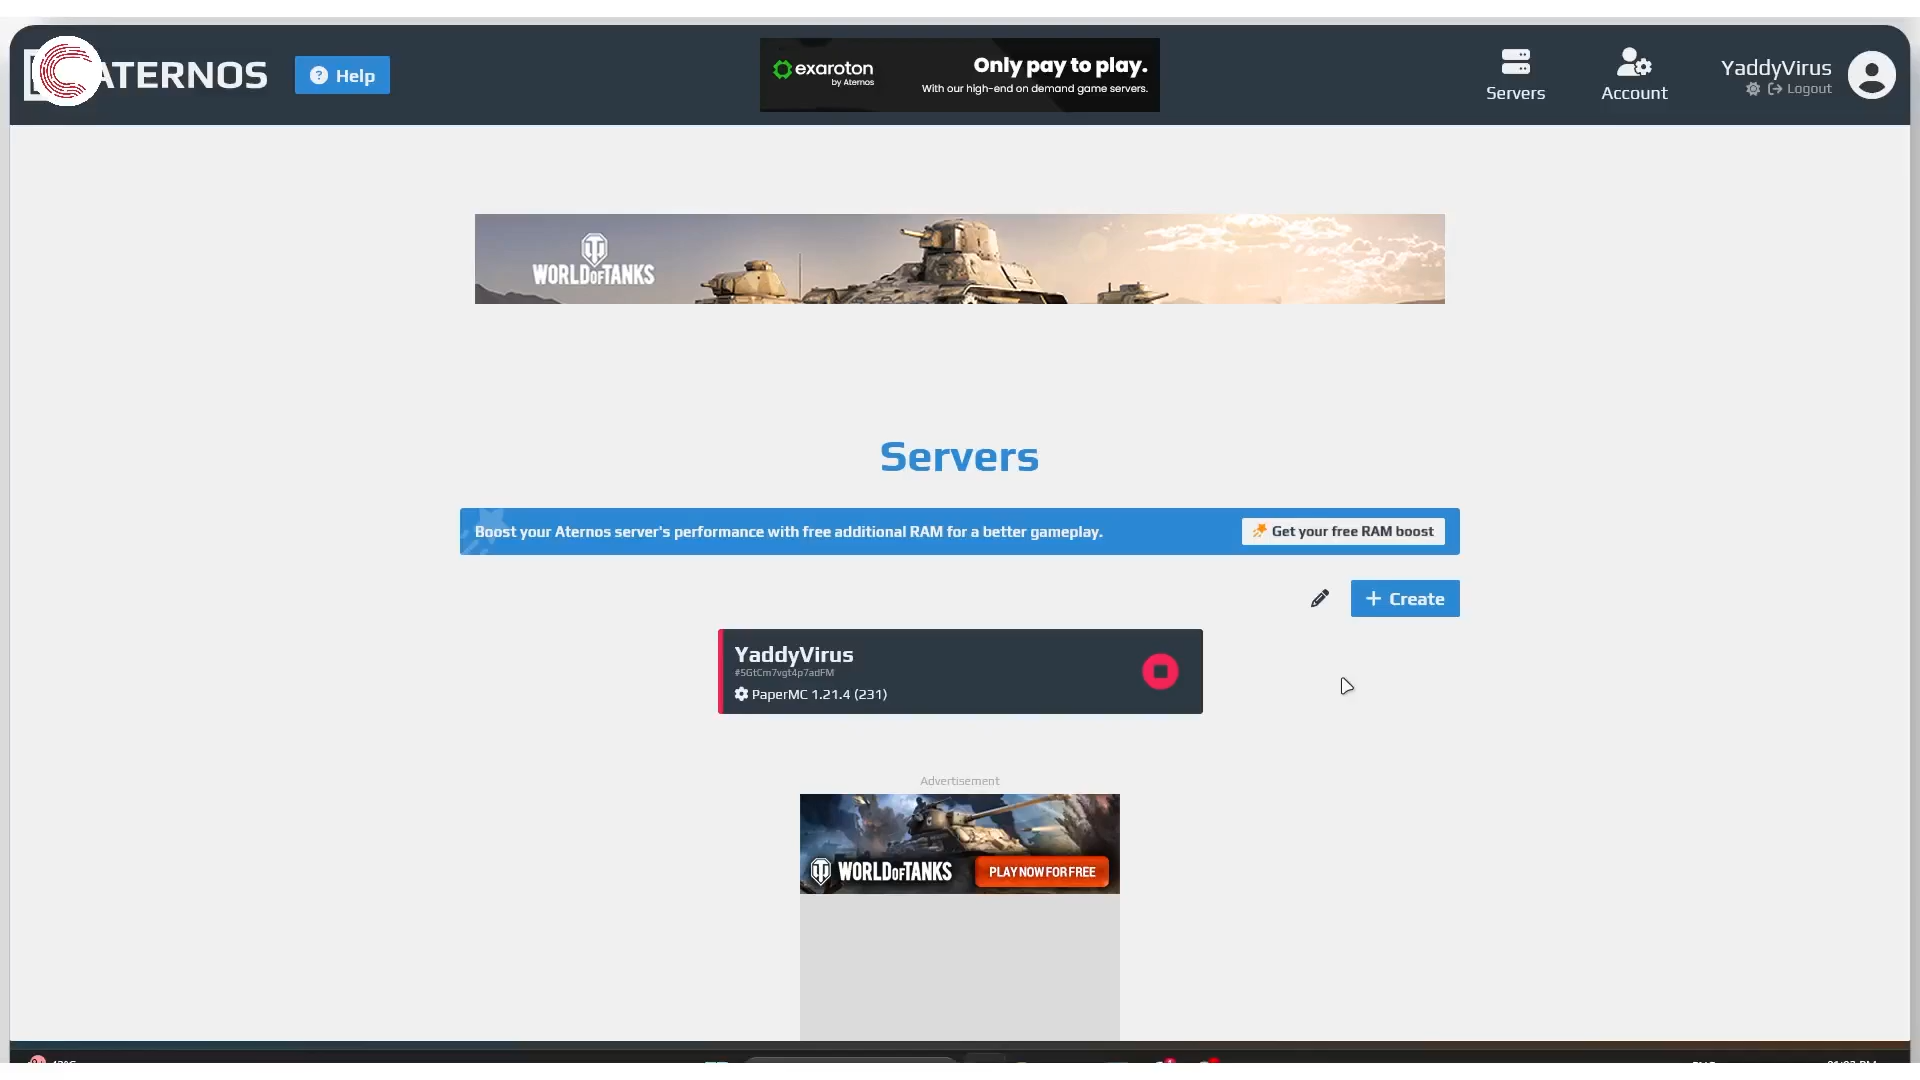 ATERNOS
Help
exaroton
by Aternos
Only pay to play.
With our high-end on demand game servers.
Servers
Account
YaddyVirus
Logout
WORLD OF TANKS
Servers
Boost your Aternos server's performance with free additional RAM for a better gameplay.
Get your free RAM boost
+ Create
YaddyVirus
#5GtCm7vgt4p7adFM
PaperMC 1.21.4 (231)
Advertisement
WORLD OF TANKS
PLAY NOW FOR FREE